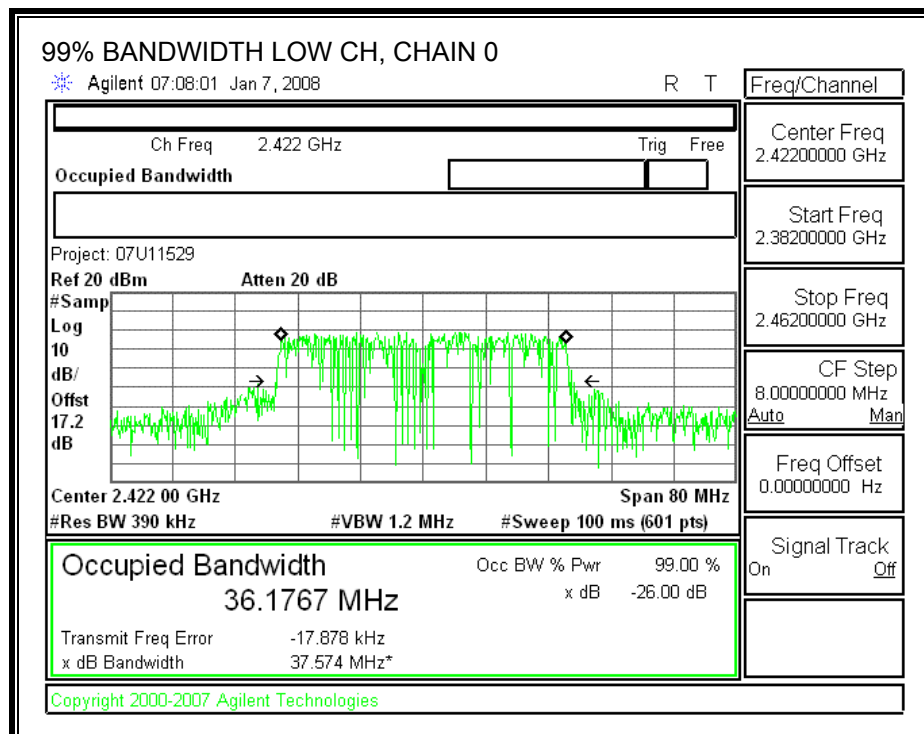 99% BANDWIDTH LOW CH, CHAIN 0
Agilent 07:08:01 Jan 7, 2008 R T
Ch Freq 2.422 GHz Trig Free
Occupied Bandwidth
Project: 07U11529
Ref 20 dBm Atten 20 dB
#Samp
Log
10
dB/
Offst
17.2
dB
Center 2.422 00 GHz Span 80 MHz
#Res BW 390 kHz #VBW 1.2 MHz #Sweep 100 ms (601 pts)
Occupied Bandwidth Occ BW % Pwr 99.00 %
36.1767 MHz x dB -26.00 dB
Transmit Freq Error -17.878 kHz
x dB Bandwidth 37.574 MHz*
Copyright 2000-2007 Agilent Technologies
Freq/Channel
Center Freq
2.42200000 GHz
Start Freq
2.38200000 GHz
Stop Freq
2.46200000 GHz
CF Step
8.00000000 MHz
Auto Man
Freq Offset
0.00000000 Hz
Signal Track
On Off